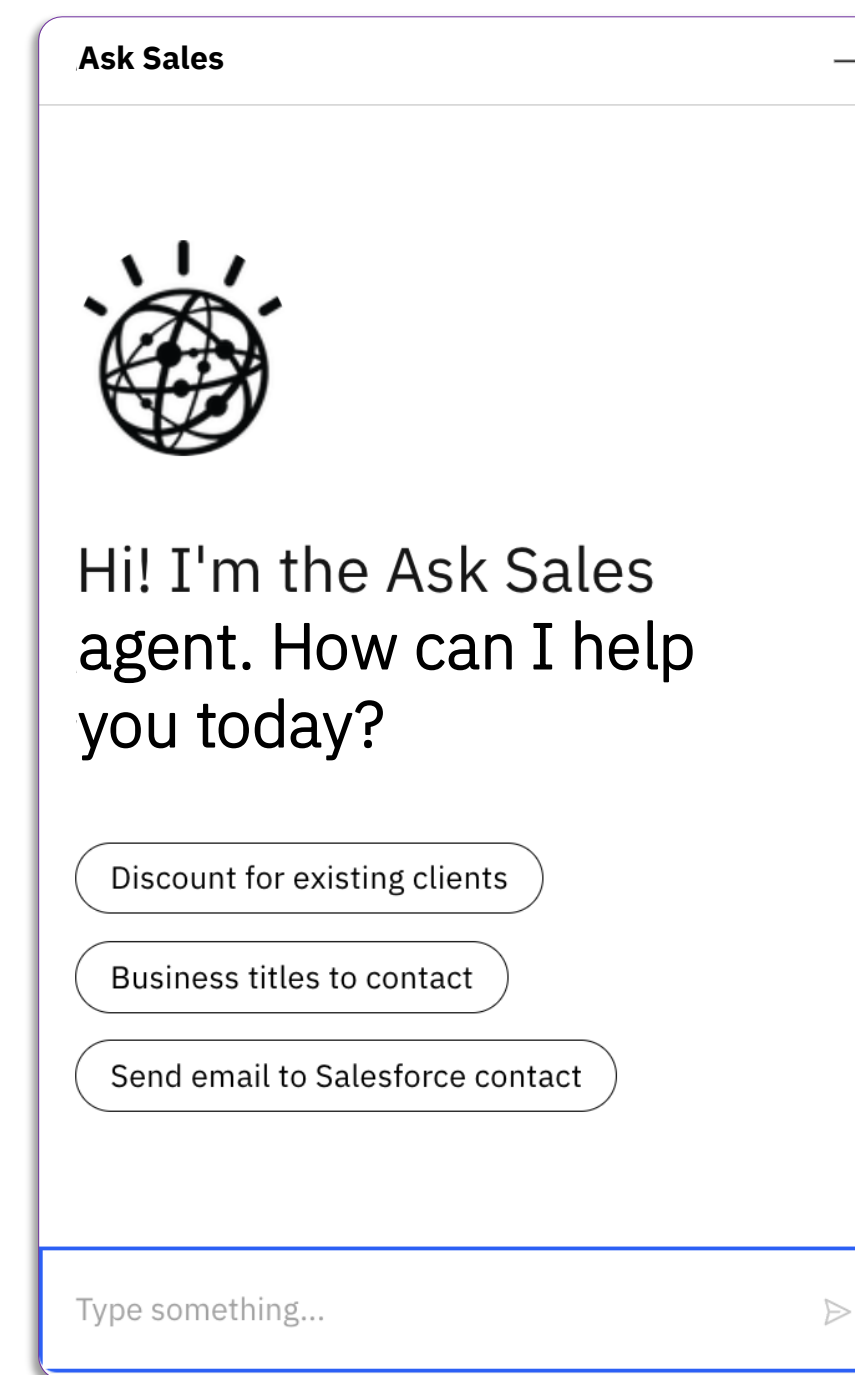 Ask Sales
Hi! I'm the Ask Sales
agent. How can I help
you today?
Discount for existing clients
Business titles to contact
Send email to Salesforce contact
Type something...